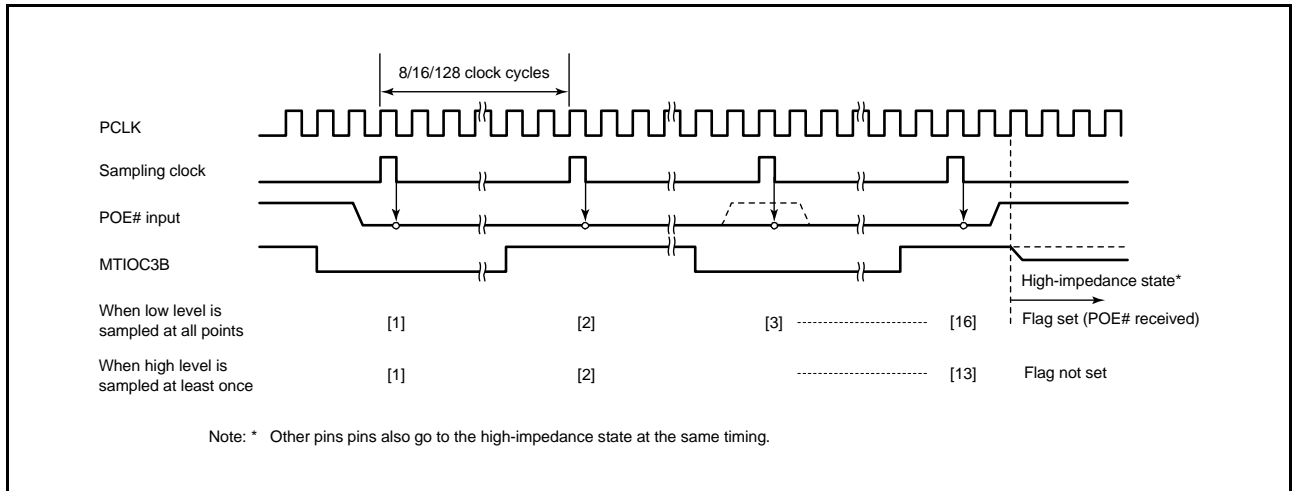 8/16/128 clock cycles
PCLK
Sampling clock
POE# input
MTIOC3B
High-impedance state*
When low level is
sampled at all points
[1] [2] [3] [16] Flag set (POE# received)
When high level is
sampled at least once
[1] [2] [13] Flag not set
Note: * Other pins pins also go to the high-impedance state at the same timing.